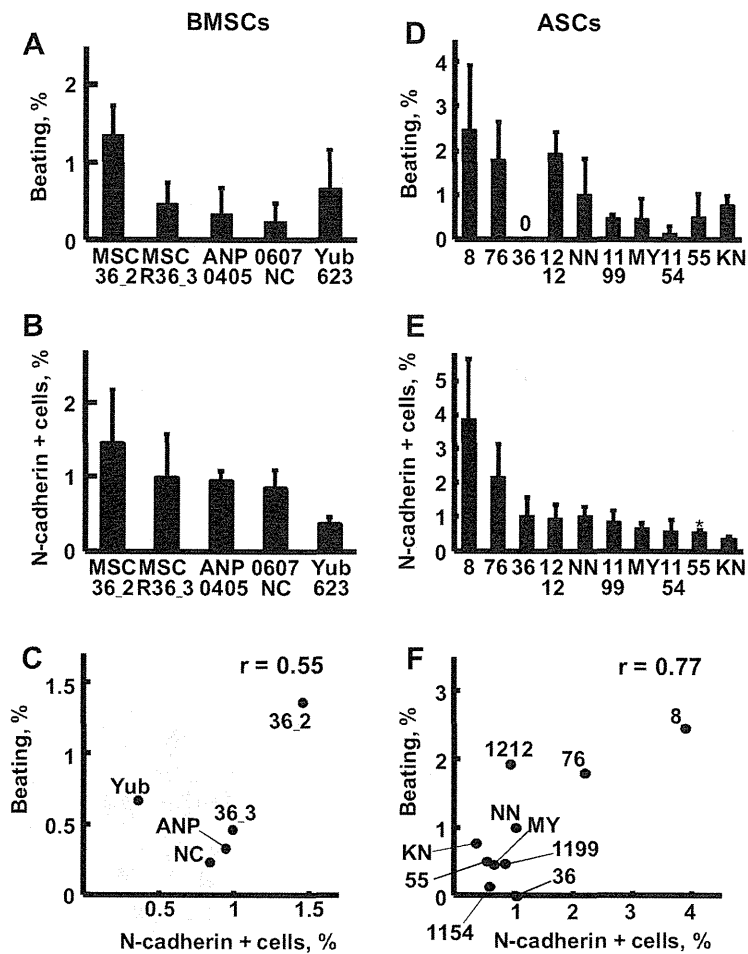 BMSCs
A
Beating, %
2
1
0
MSC MSC ANP 0607 Yub
36_2 R36_3 0405 NC 623
B
N-cadherin + cells, %
2
1
0
MSC MSC ANP 0607 Yub
36_2 R36_3 0405 NC 623
C
r = 0.55
Beating, %
1.5
1
0.5
0
36_2
Yub
36_3
ANP
NC
0.5 1 1.5
N-cadherin + cells, %
ASCs
D
Beating, %
4
3
2
1
0
0
8 76 36 12 NN 11 MY 11 55 KN
12 99 54
E
N-cadherin + cells, %
5
4
3
2
1
0
*
8 76 36 12 NN 11 MY 11 55 KN
12 99 54
F
r = 0.77
Beating, %
3
2
1
0
8
1212
76
NN
MY
KN
1199
55
36
1154
1 2 3 4
N-cadherin + cells, %